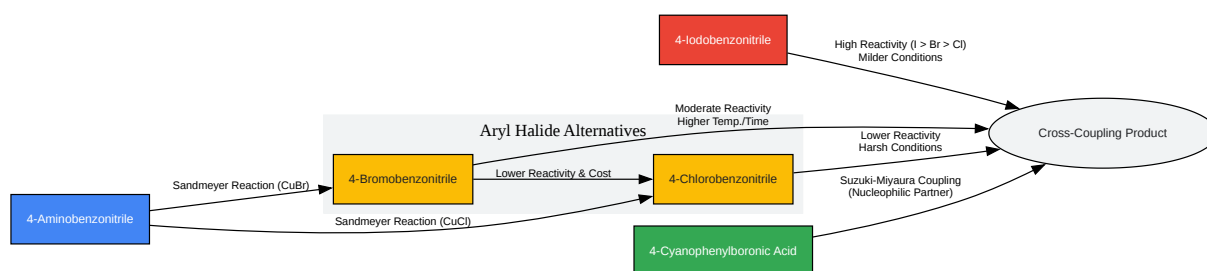 4-Iodobenzonitrile
High Reactivity (I > Br > Cl)
Milder Conditions
Aryl Halide Alternatives
Moderate Reactivity
Higher Temp./Time
Cross-Coupling Product
Lower Reactivity
Harsh Conditions
4-Bromobenzonitrile
Lower Reactivity & Cost
4-Chlorobenzonitrile
Sandmeyer Reaction (CuBr)
Suzuki-Miyaura Coupling
(Nucleophilic Partner)
4-Aminobenzonitrile
Sandmeyer Reaction (CuCl)
4-Cyanophenylboronic Acid